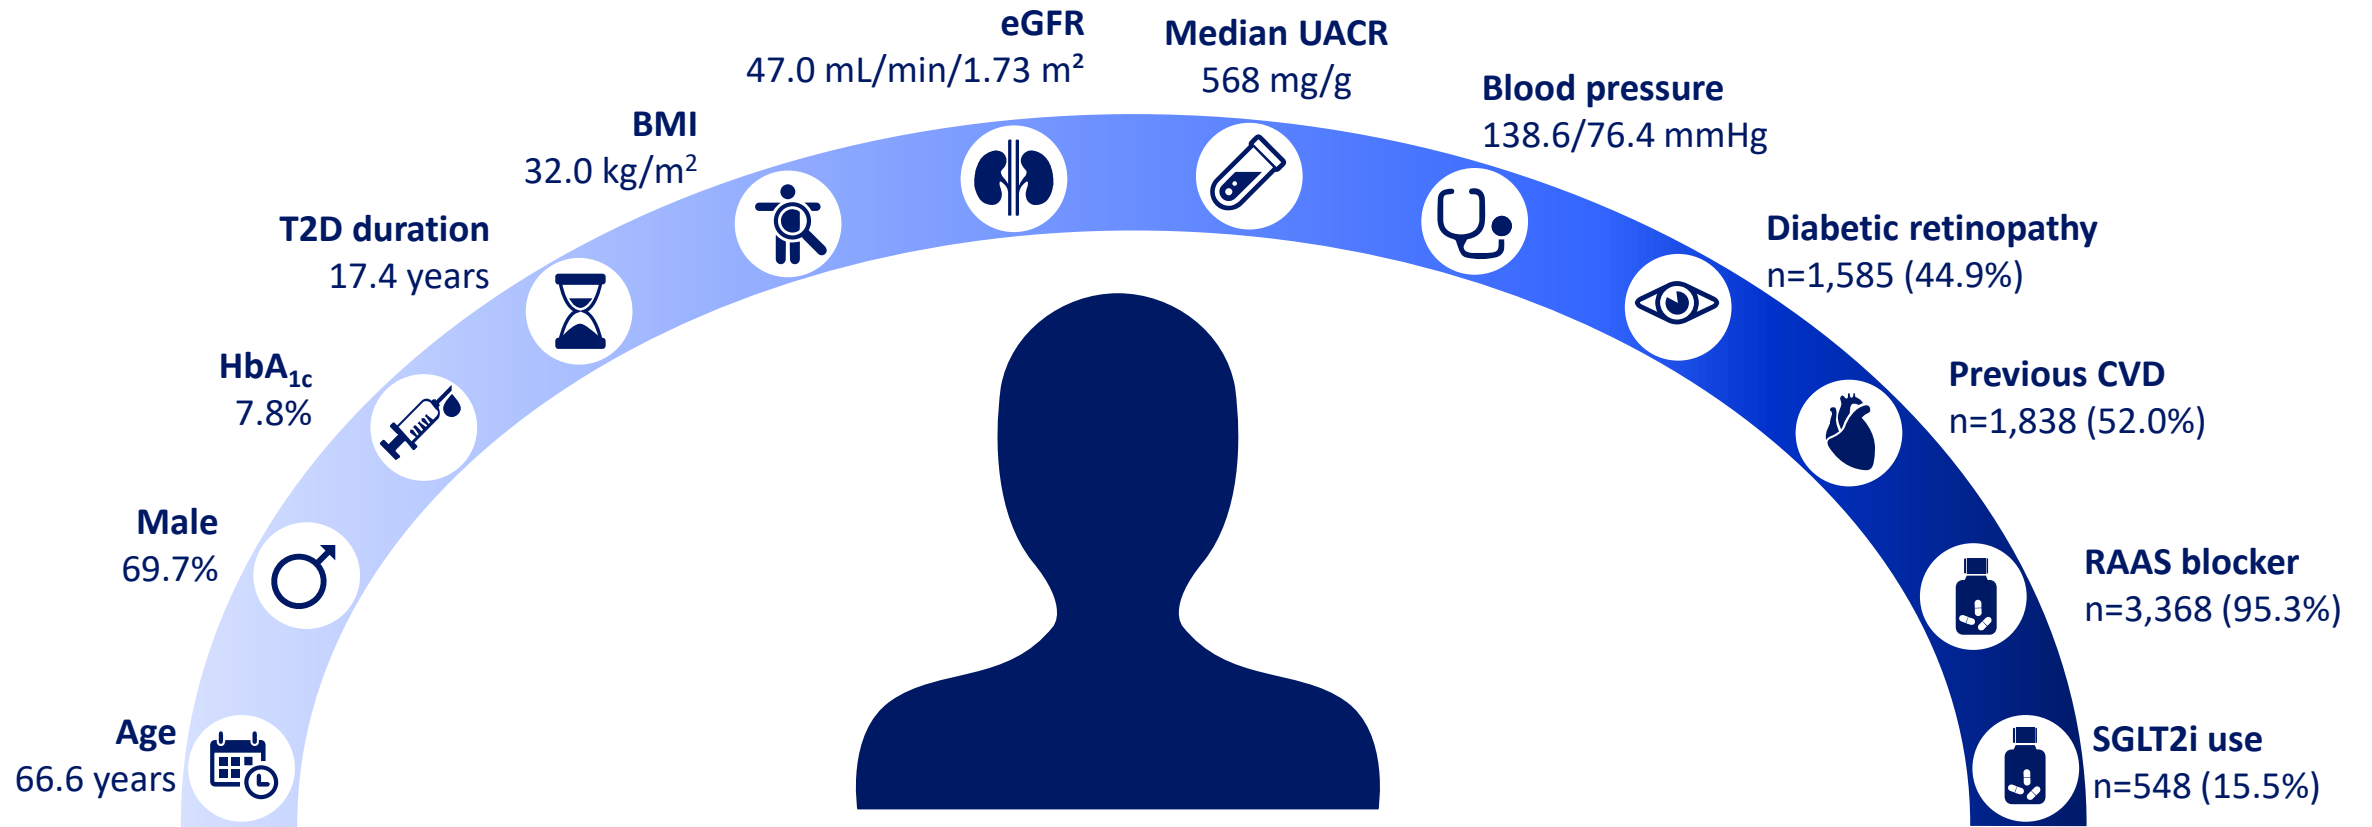 Age
66.6 years
Male
69.7%
HbA1c
7.8%
T2D duration
17.4 years
BMI
32.0 kg/m2
eGFR
47.0 mL/min/1.73 m²
Median UACR
568 mg/g
Blood pressure
138.6/76.4 mmHg
Diabetic retinopathy
n=1,585 (44.9%)
Previous CVD
n=1,838 (52.0%)
RAAS blocker
n=3,368 (95.3%)
SGLT2i use
n=548 (15.5%)